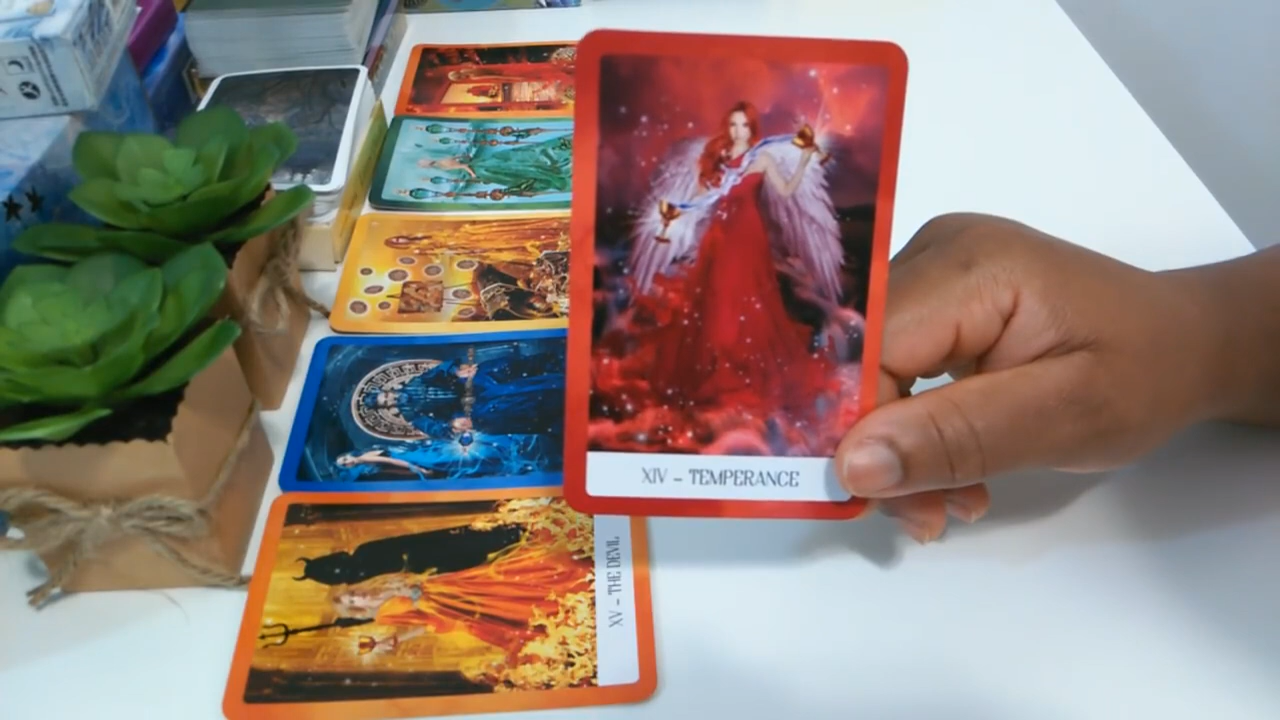 XIV – TEMPERANCE
XV – THE DEVIL